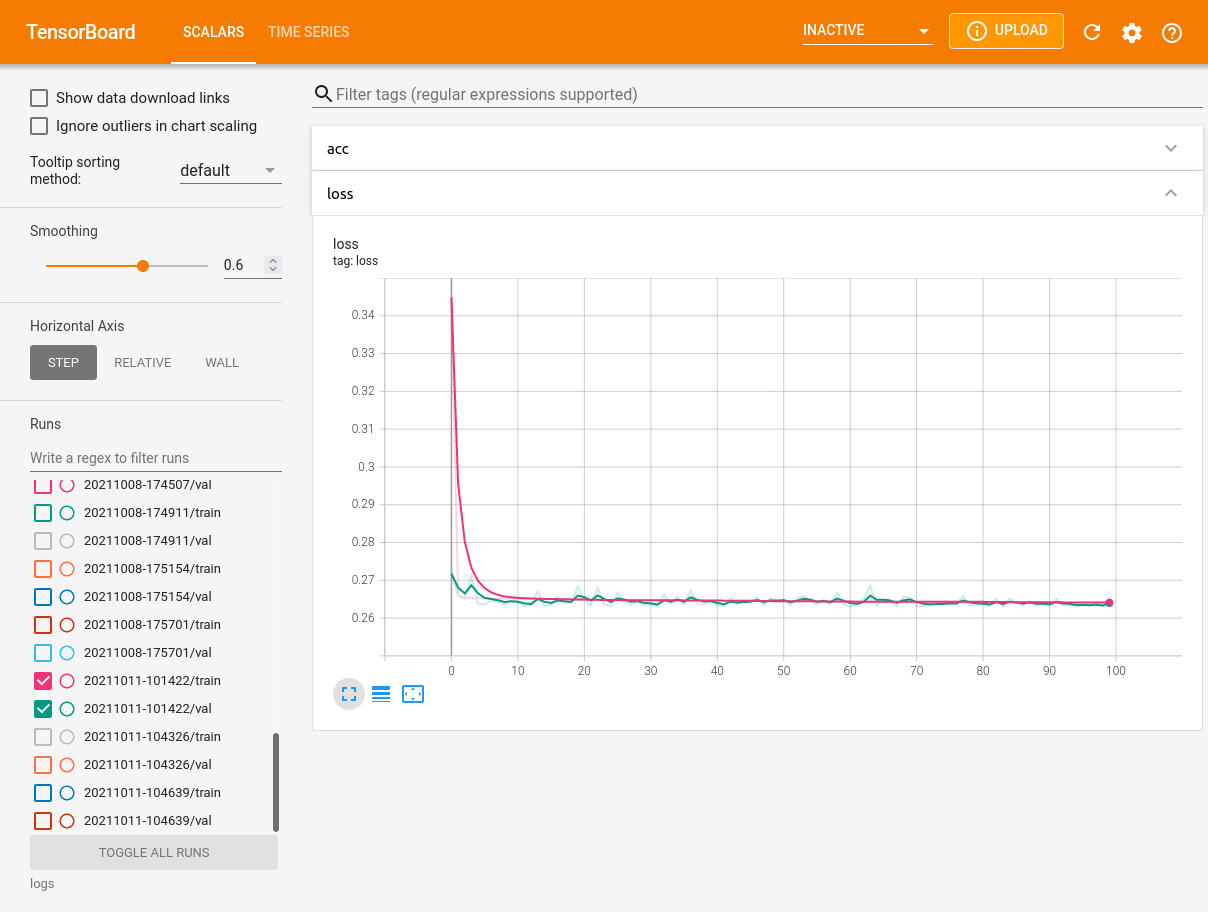 TensorBoard
SCALARS
TIME SERIES
INACTIVE
UPLOAD
Show data download links
Ignore outliers in chart scaling
Tooltip sorting
method:
default
Smoothing
0.6
Horizontal Axis
STEP
RELATIVE
WALL
Runs
Write a regex to filter runs
20211008-174507/val
20211008-174911/train
20211008-174911/val
20211008-175154/train
20211008-175154/val
20211008-175701/train
20211008-175701/val
20211011-101422/train
20211011-101422/val
20211011-104326/train
20211011-104326/val
20211011-104639/train
20211011-104639/val
TOGGLE ALL RUNS
logs
Filter tags (regular expressions supported)
acc
loss
loss
tag: loss
0.34
0.33
0.32
0.31
0.3
0.29
0.28
0.27
0.26
0 10 20 30 40 50 60 70 80 90 100